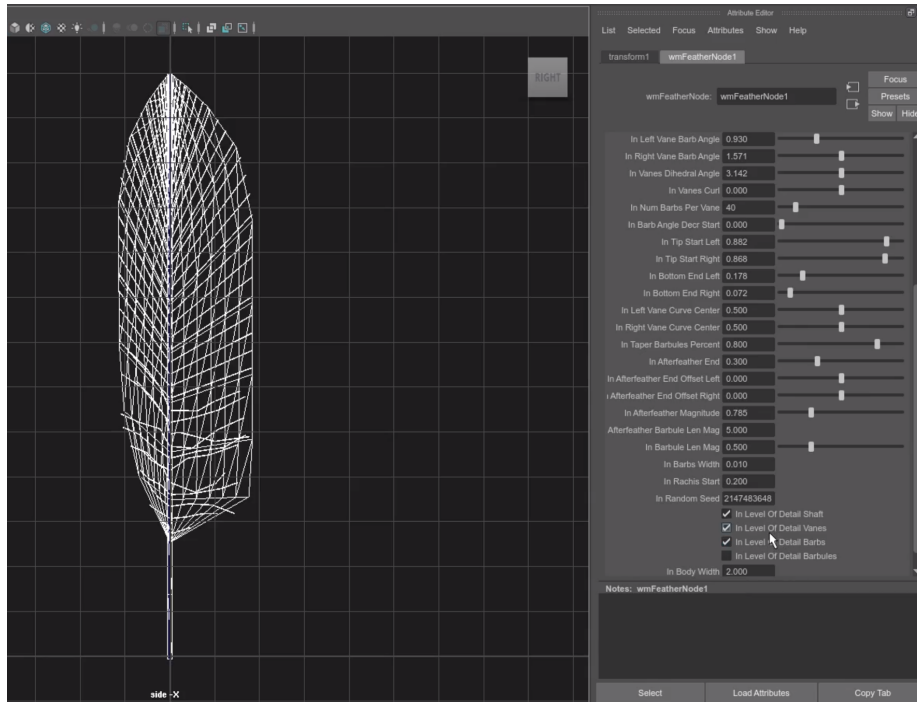 Attribute Editor
List Selected Focus Attributes Show Help
transform1 wmFeatherNode1
RIGHT
Focus
wmFeatherNode: wmFeatherNode1
Presets
Show Hide
In Left Vane Barb Angle 0.930
In Right Vane Barb Angle 1.571
In Vanes Dihedral Angle 3.142
In Vanes Curl 0.000
In Num Barbs Per Vane 40
In Barb Angle Decr Start 0.000
In Tip Start Left 0.882
In Tip Start Right 0.868
In Bottom End Left 0.178
In Bottom End Right 0.072
In Left Vane Curve Center 0.500
In Right Vane Curve Center 0.500
In Taper Barbules Percent 0.800
In Afterfeather End 0.300
In Afterfeather End Offset Left 0.000
Afterfeather End Offset Right 0.000
In Afterfeather Magnitude 0.785
Afterfeather Barbule Len Mag 5.000
In Barbule Len Mag 0.500
In Barbs Width 0.010
In Rachis Start 0.200
In Random Seed 2147483648
In Level Of Detail Shaft
In Level Of Detail Vanes
In Level Detail Barbs
In Level Of Detail Barbules
In Body Width 2.000
Notes: wmFeatherNode1
side -X
Select Load Attributes Copy Tab